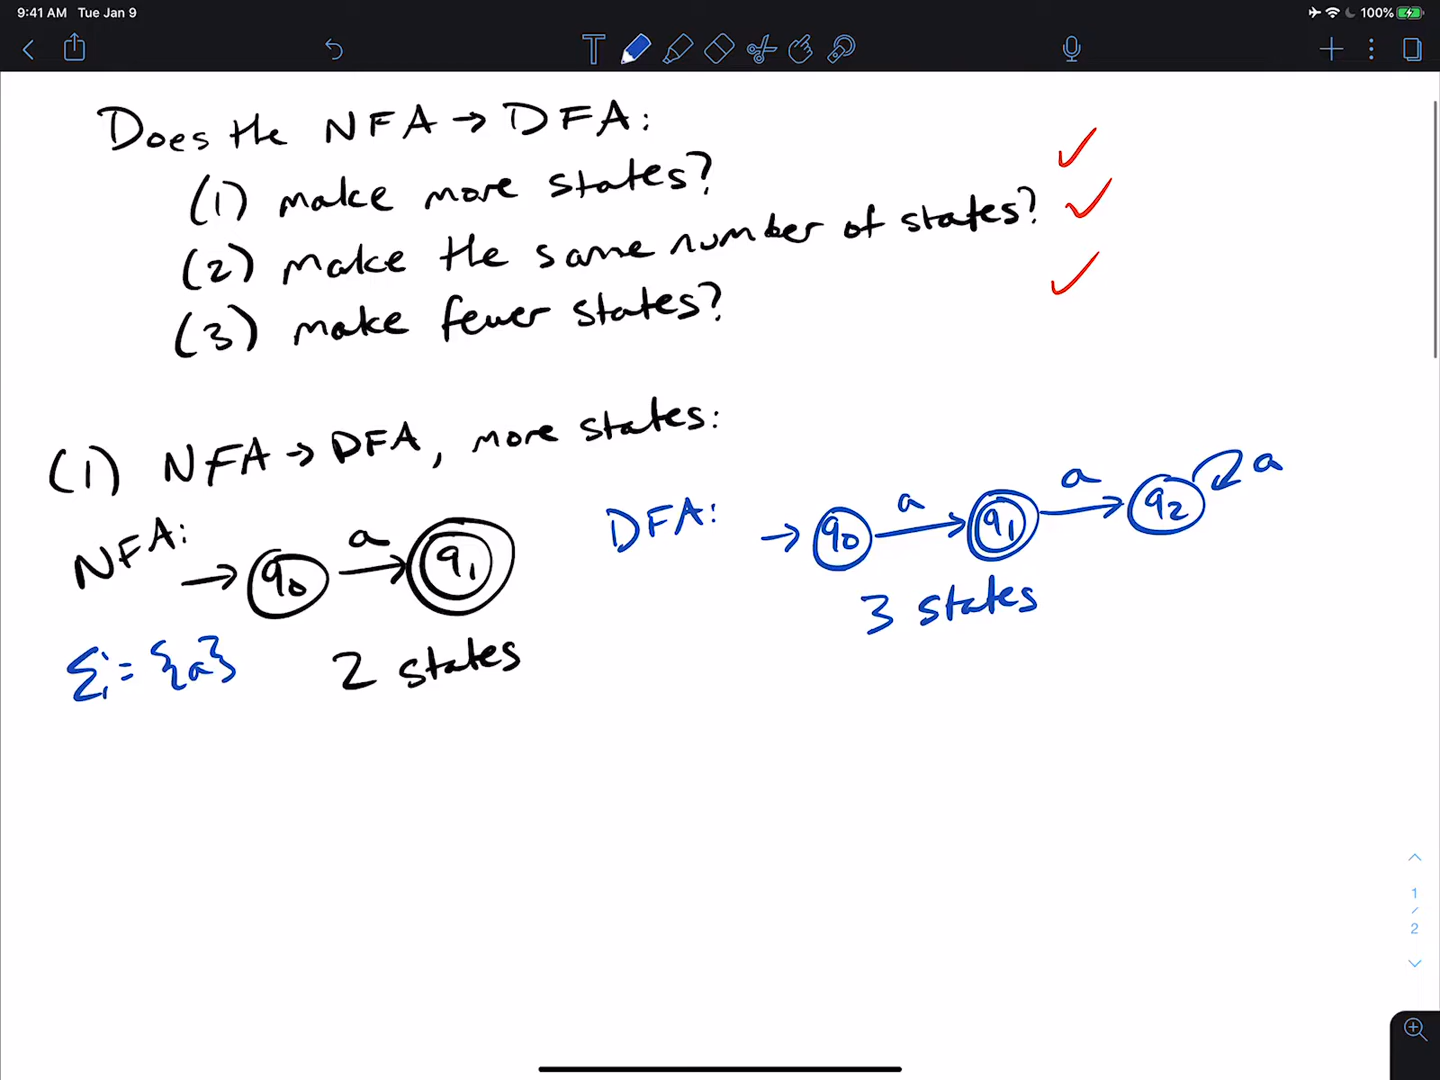 9:41 AM Tue Jan 9
100%
T
Does the NFA → DFA:
(1) make more states? ✓
(2) make the same number of states? ✓
(3) make fewer states? ✓
(1) NFA → DFA, more states:
NFA: → q0 a → q1
DFA: → q0 a → q1 a → q2 a
Σ = {a}
2 states
3 states
1
/
2